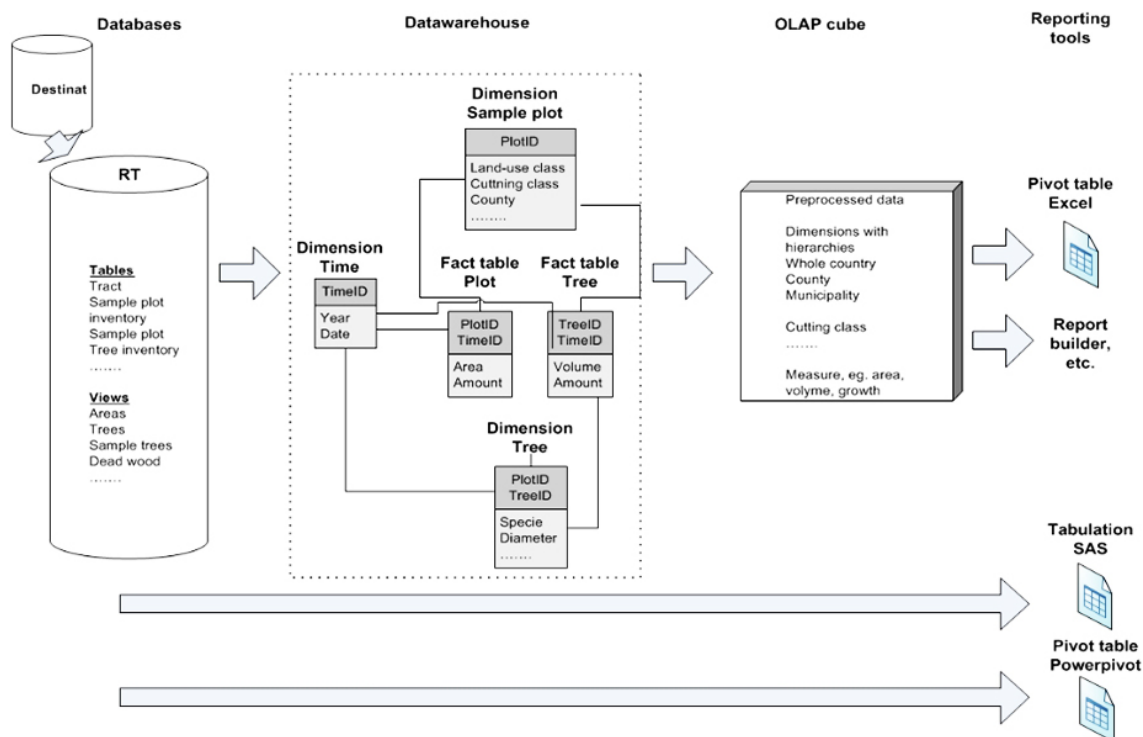 Databases
Datawarehouse
OLAP cube
Reporting
tools
Destinat
RT
Tables
Tract
Sample plot
inventory
Sample plot
Tree inventory
.......
Views
Areas
Trees
Sample trees
Dead wood
.......
Dimension
Sample plot
PlotID
Land-use class
Cuttning class
County
........
Dimension
Time
TimeID
Year
Date
Fact table
Plot
PlotID
TimeID
Area
Amount
Fact table
Tree
TreeID
TimeID
Volume
Amount
Dimension
Tree
PlotID
TreeID
Specie
Diameter
.......
Preprocessed data
Dimensions with
hierarchies
Whole country
County
Municipality
Cutting class
.......
Measure, eg. area,
volyme, growth
Pivot table
Excel
Report
builder,
etc.
Tabulation
SAS
Pivot table
Powerpivot